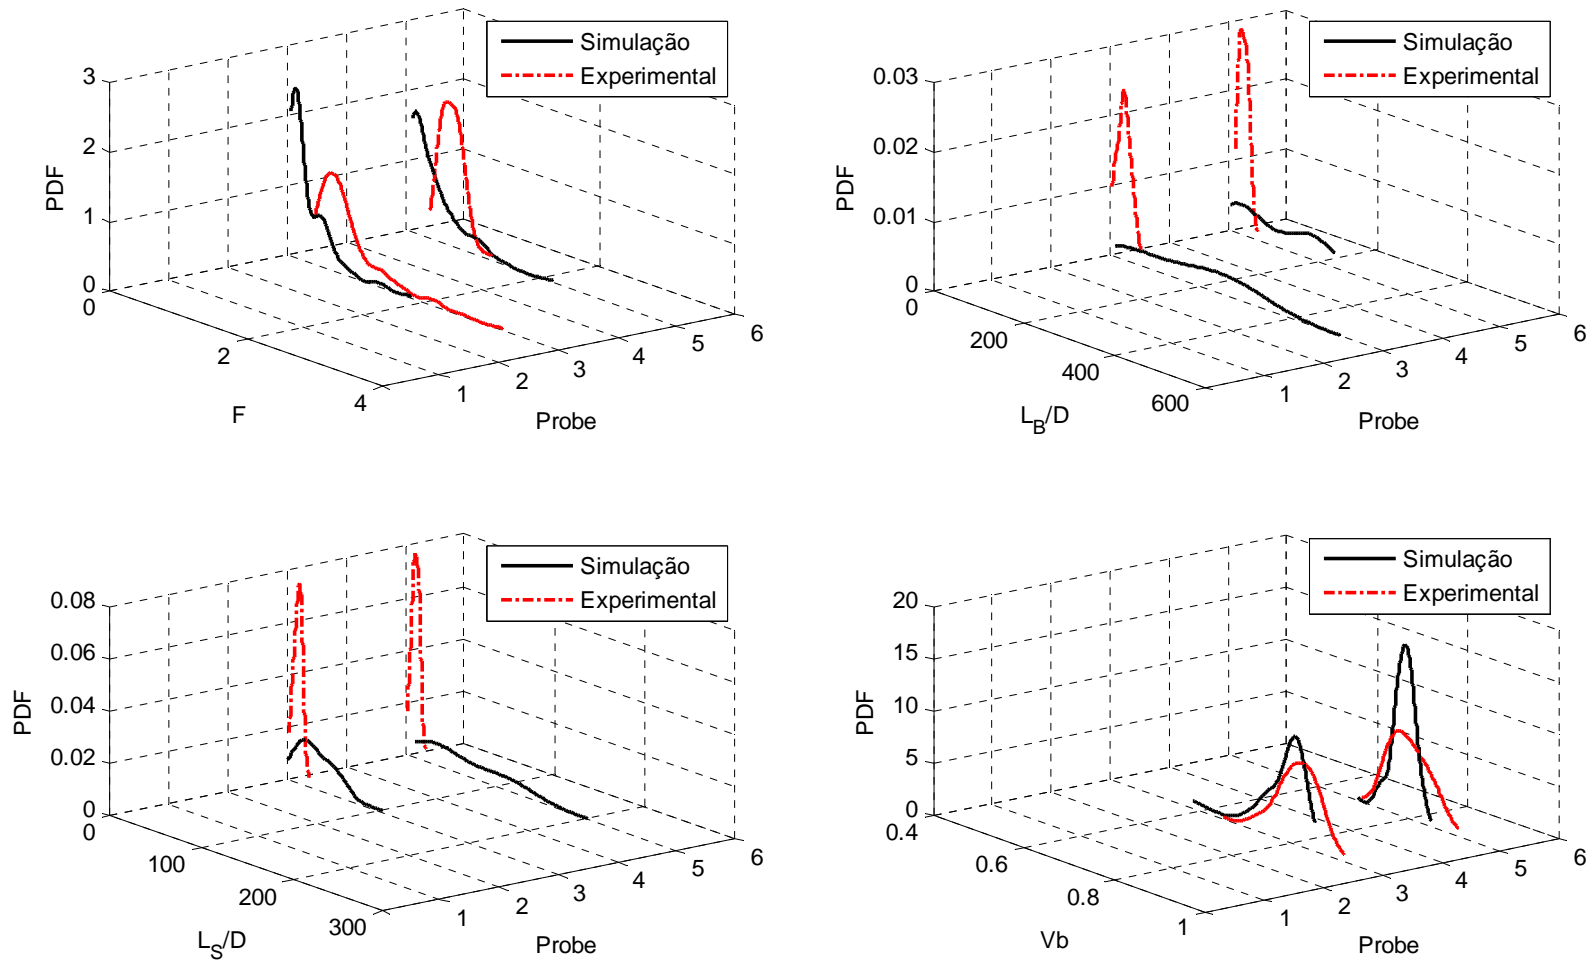 Simulação
Experimental
3
2
1
0
PDF
0
2
4
F
1
2
3
4
5
6
Probe
Simulação
Experimental
0.03
0.02
0.01
0
PDF
0
200
400
600
L_B/D
1
2
3
4
5
6
Probe
Simulação
Experimental
0.08
0.06
0.04
0.02
0
PDF
0
100
200
300
L_S/D
1
2
3
4
5
6
Probe
Simulação
Experimental
20
15
10
5
0
PDF
0.4
0.6
0.8
1
Vb
1
2
3
4
5
6
Probe